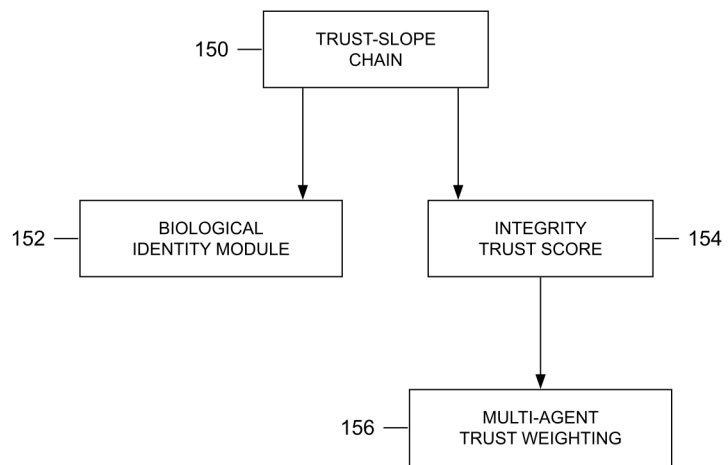 150
TRUST-SLOPE
CHAIN
152
BIOLOGICAL
IDENTITY MODULE
INTEGRITY
TRUST SCORE
154
156
MULTI-AGENT
TRUST WEIGHTING